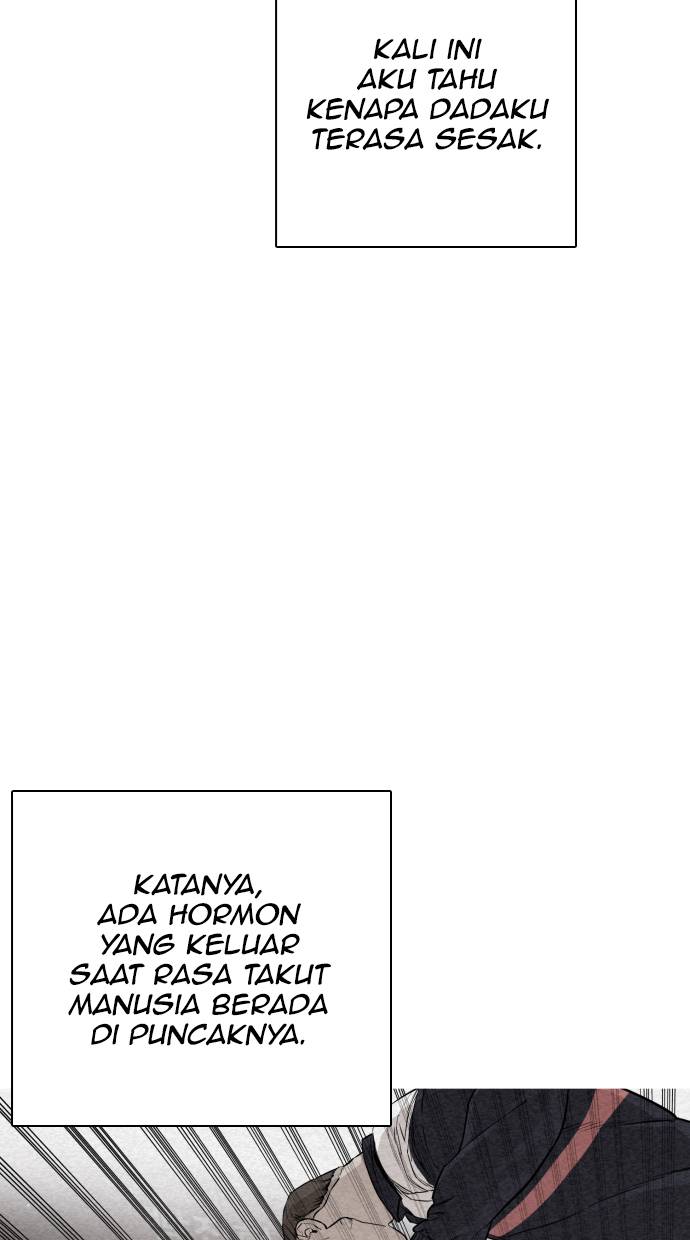 KALI INI
AKU TAHU
KENAPA DADAKU
TERASA SESAK.
KATANYA,
ADA HORMON
YANG KELUAR
SAAT RASA TAKUT
MANUSIA BERADA
DI PUNCAKNYA.